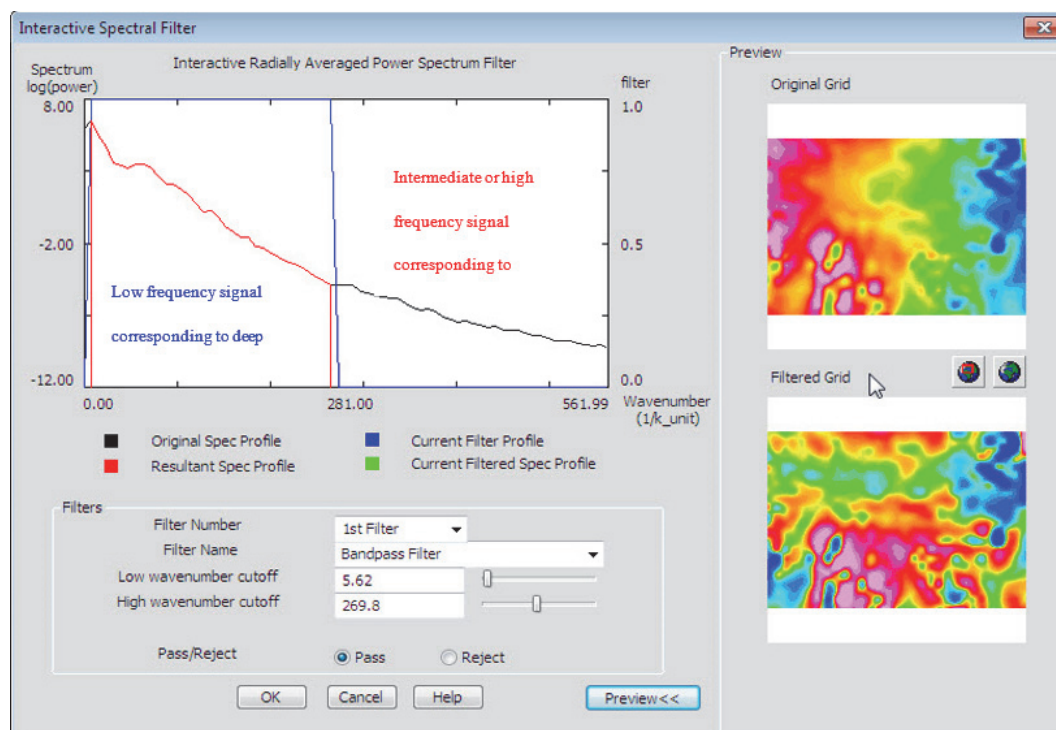 Interactive Spectral Filter
Preview
Interactive Radially Averaged Power Spectrum Filter
Spectrum
log(power)
filter
Original Grid
8.00
1.0
Intermediate or high
frequency signal
corresponding to
-2.00
0.5
Low frequency signal
corresponding to deep
-12.00
0.0
Filtered Grid
0.00
281.00
561.99
Wavenumber
(1/k_unit)
Original Spec Profile
Current Filter Profile
Resultant Spec Profile
Current Filtered Spec Profile
Filters
Filter Number
1st Filter
Filter Name
Bandpass Filter
Low wavenumber cutoff
5.62
High wavenumber cutoff
269.8
Pass/Reject
Pass
Reject
OK
Cancel
Help
Preview<<